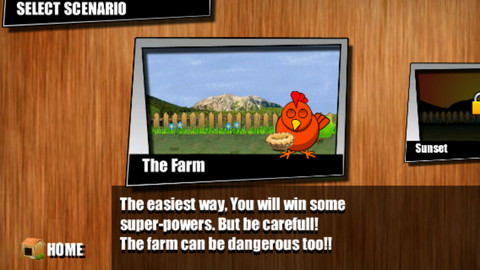 SELECT SCENARIO
The Farm
Sunset
The easiest way, You will win some
super-powers. But be carefull!
The farm can be dangerous too!!
HOME